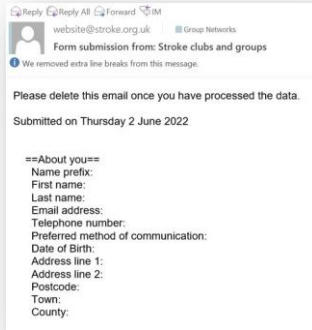 Reply Reply All Forward IM
website@stroke.org.uk Group Networks
Form submission from: Stroke clubs and groups
We removed extra line breaks from this message.
Please delete this email once you have processed the data.
Submitted on Thursday 2 June 2022
==About you==
Name prefix:
First name:
Last name:
Email address:
Telephone number:
Preferred method of communication:
Date of Birth:
Address line 1:
Address line 2:
Postcode:
Town:
County: